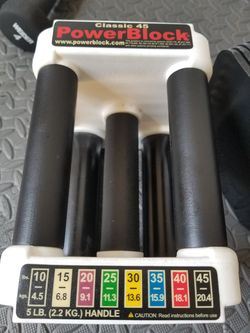 Classic 45
PowerBlock
www.powerblock.com
lbs. 10 15 20 25 30 35 40 45
kgs. 4.5 6.8 9.1 11.3 13.6 15.9 18.1 20.4
5 LB. (2.2 KG.) HANDLE
CAUTION! Read instructions before use